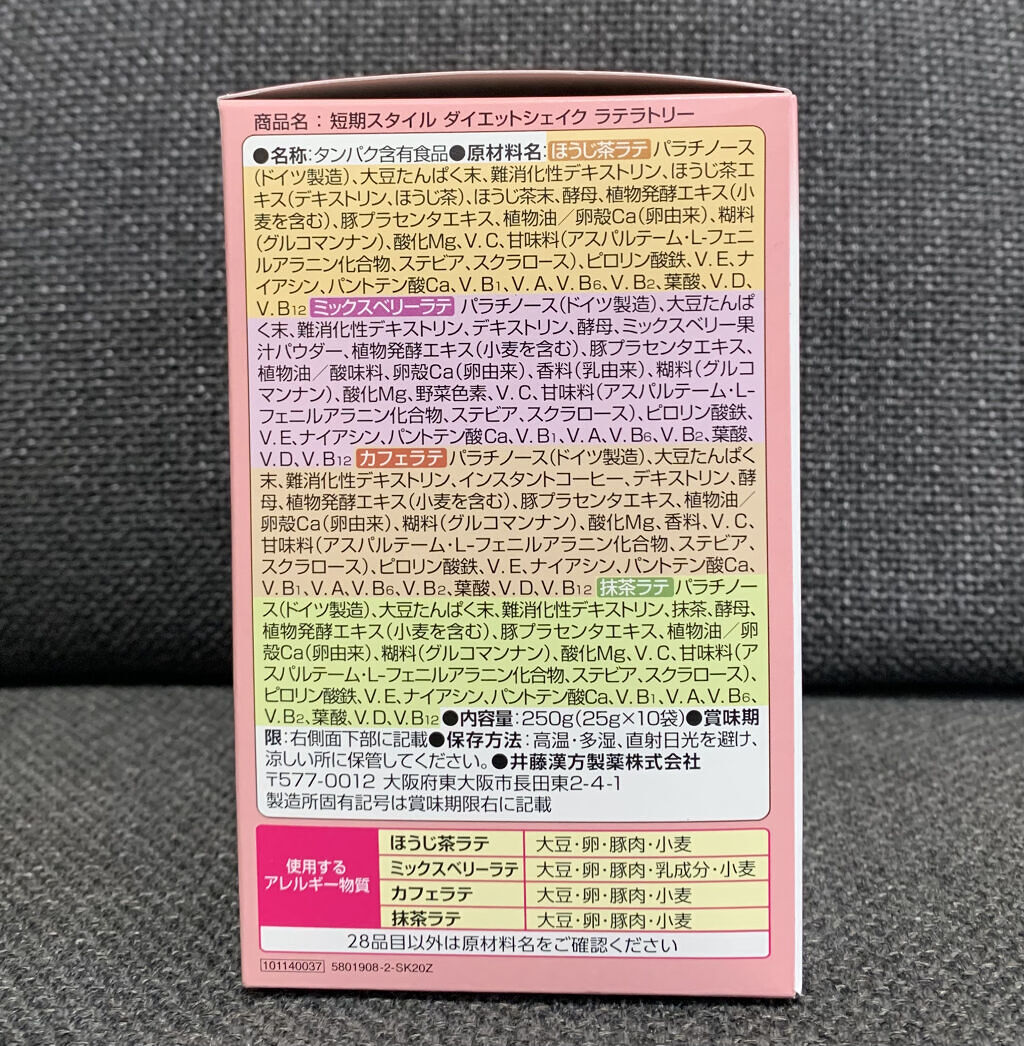 商品名：短期スタイル ダイエットシェイク ラテラトリー
●名称:タンパク含有食品●原材料名:ほうじ茶ラテ パラチノース
(ドイツ製造)、大豆たんぱく末、難消化性デキストリン、ほうじ茶エ
キス(デキストリン、ほうじ茶)、ほうじ茶末、酵母、植物発酵エキス(小
麦を含む)、豚プラセンタエキス、植物油／卵殻Ca(卵由来)、糊料
(グルコマンナン)、酸化Mg、V.C、甘味料(アスパルテーム・L-フェニ
ルアラニン化合物、ステビア、スクラロース)、ピロリン酸鉄、V.E、ナ
イアシン、パントテン酸Ca、V.B1、V.A、V.B6、V.B2、葉酸、V.D、
V.B12 ミックスベリーラテ パラチノース(ドイツ製造)、大豆たんぱ
く末、難消化性デキストリン、デキストリン、酵母、ミックスベリー果
汁パウダー、植物発酵エキス(小麦を含む)、豚プラセンタエキス、
植物油／酸味料、卵殻Ca(卵由来)、香料(乳由来)、糊料(グルコ
マンナン)、酸化Mg、野菜色素、V.C、甘味料(アスパルテーム・L-
フェニルアラニン化合物、ステビア、スクラロース)、ピロリン酸鉄、
V.E、ナイアシン、パントテン酸Ca、V.B1、V.A、V.B6、V.B2、葉酸、
V.D、V.B12 カフェラテ パラチノース(ドイツ製造)、大豆たんぱく
末、難消化性デキストリン、インスタントコーヒー、デキストリン、酵
母、植物発酵エキス(小麦を含む)、豚プラセンタエキス、植物油／
卵殻Ca(卵由来)、糊料(グルコマンナン)、酸化Mg、香料、V.C、
甘味料(アスパルテーム・L-フェニルアラニン化合物、ステビア、
スクラロース)、ピロリン酸鉄、V.E、ナイアシン、パントテン酸Ca、
V.B1、V.A、V.B6、V.B2、葉酸、V.D、V.B12 抹茶ラテ パラチノー
ス(ドイツ製造)、大豆たんぱく末、難消化性デキストリン、抹茶、酵母、
植物発酵エキス(小麦を含む)、豚プラセンタエキス、植物油／卵
殻Ca(卵由来)、糊料(グルコマンナン)、酸化Mg、V.C、甘味料(ア
スパルテーム・L-フェニルアラニン化合物、ステビア、スクラロース)、
ピロリン酸鉄、V.E、ナイアシン、パントテン酸Ca、V.B1、V.A、V.B6、
V.B2、葉酸、V.D、V.B12●内容量:250g(25g×10袋)●賞味期
限:右側面下部に記載●保存方法:高温・多湿、直射日光を避け、
涼しい所に保管してください。●井藤漢方製薬株式会社
〒577-0012 大阪府東大阪市長田東2-4-1
製造所固有記号は賞味期限右に記載
使用する
アレルギー物質
ほうじ茶ラテ 大豆・卵・豚肉・小麦
ミックスベリーラテ 大豆・卵・豚肉・乳成分・小麦
カフェラテ 大豆・卵・豚肉・小麦
抹茶ラテ 大豆・卵・豚肉・小麦
28品目以外は原材料名をご確認ください
101140037 5801908-2-SK20Z